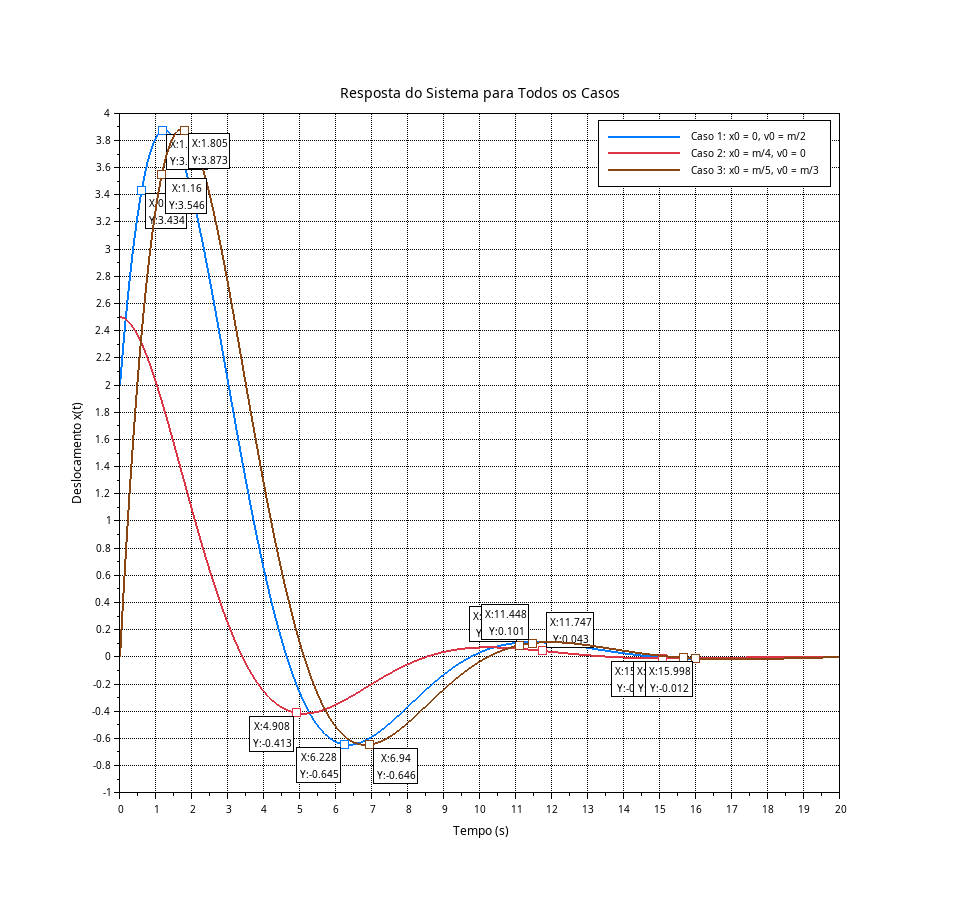 Resposta do Sistema para Todos os Casos
Caso 1: x0 = 0, v0 = m/2
Caso 2: x0 = m/4, v0 = 0
Caso 3: x0 = m/5, v0 = m/3
4
3.8
3.6
3.4
3.2
3
2.8
2.6
2.4
2.2
2
1.8
1.6
1.4
1.2
1
0.8
0.6
0.4
0.2
0
-0.2
-0.4
-0.6
-0.8
-1
Deslocamento x(t)
X:1.805
Y:3.873
X:1.16
Y:3.546
Y:3.434
X:11.448
Y:0.101
X:11.747
Y:0.043
X:15.998
Y:-0.012
X:4.908
Y:-0.413
X:6.228
Y:-0.645
X:6.94
Y:-0.646
0 1 2 3 4 5 6 7 8 9 10 11 12 13 14 15 16 17 18 19 20
Tempo (s)